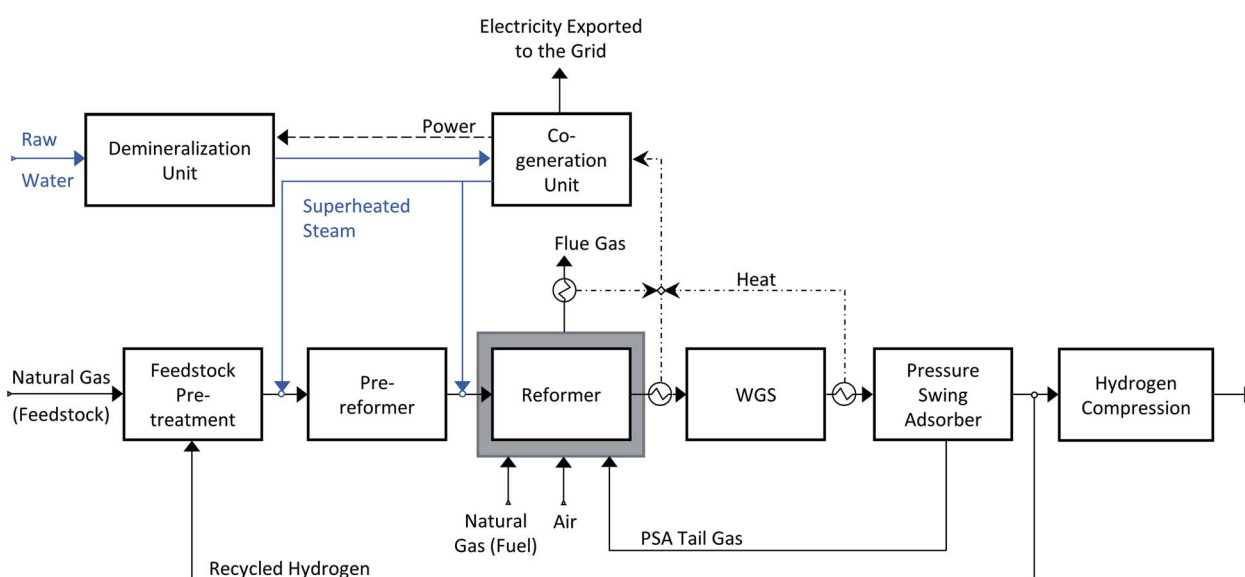 Electricity Exported
to the Grid
Raw
Water
Demineralization
Unit
Power
Co-
generation
Unit
Superheated
Steam
Flue Gas
Heat
Natural Gas
(Feedstock)
Feedstock
Pre-
treatment
Pre-
reformer
Reformer
WGS
Pressure
Swing
Adsorber
Hydrogen
Compression
Natural
Gas (Fuel)
Air
PSA Tail Gas
Recycled Hydrogen